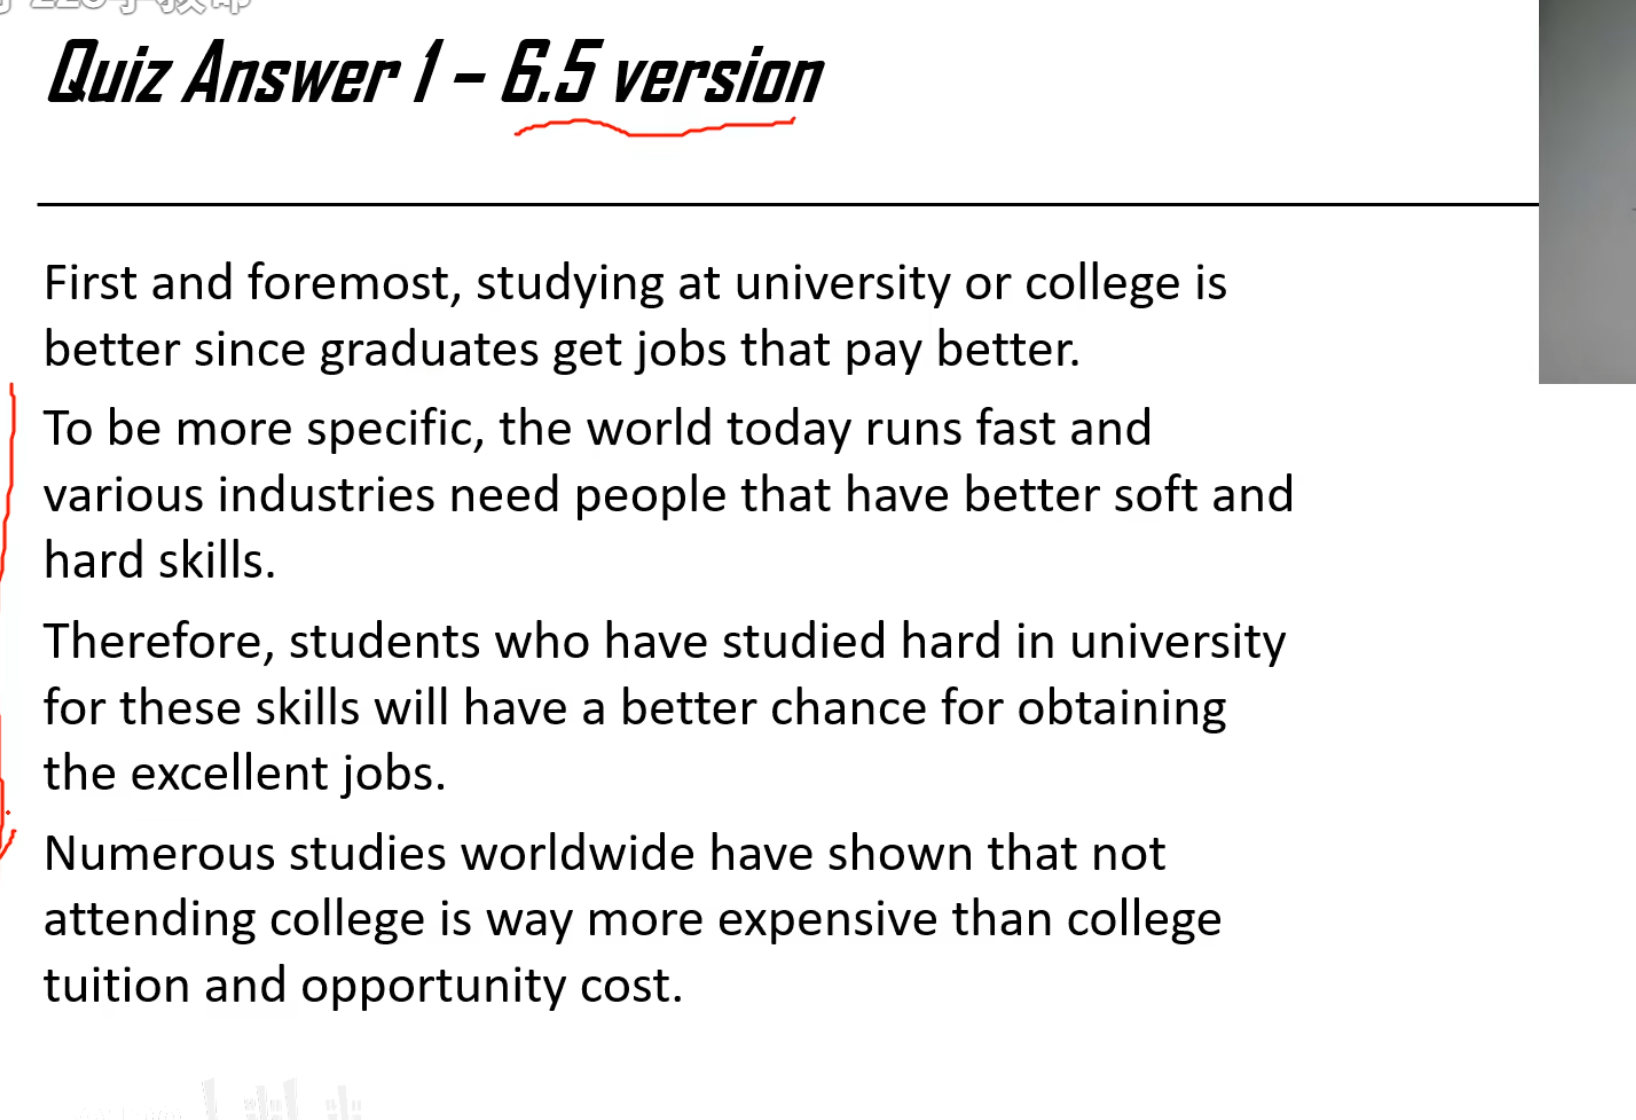 Quiz Answer 1 – 6.5 version
First and foremost, studying at university or college is
better since graduates get jobs that pay better.
To be more specific, the world today runs fast and
various industries need people that have better soft and
hard skills.
Therefore, students who have studied hard in university
for these skills will have a better chance for obtaining
the excellent jobs.
Numerous studies worldwide have shown that not
attending college is way more expensive than college
tuition and opportunity cost.